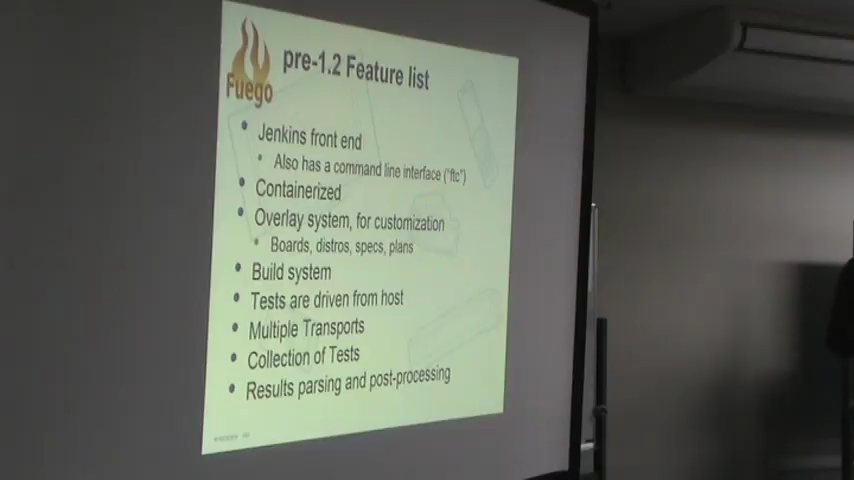 Fuego
pre-1.2 Feature list
• Jenkins front end
• Also has a command line interface ("ftc")
• Containerized
• Overlay system, for customization
• Boards, distros, specs, plans
• Build system
• Tests are driven from host
• Multiple Transports
• Collection of Tests
• Results parsing and post-processing